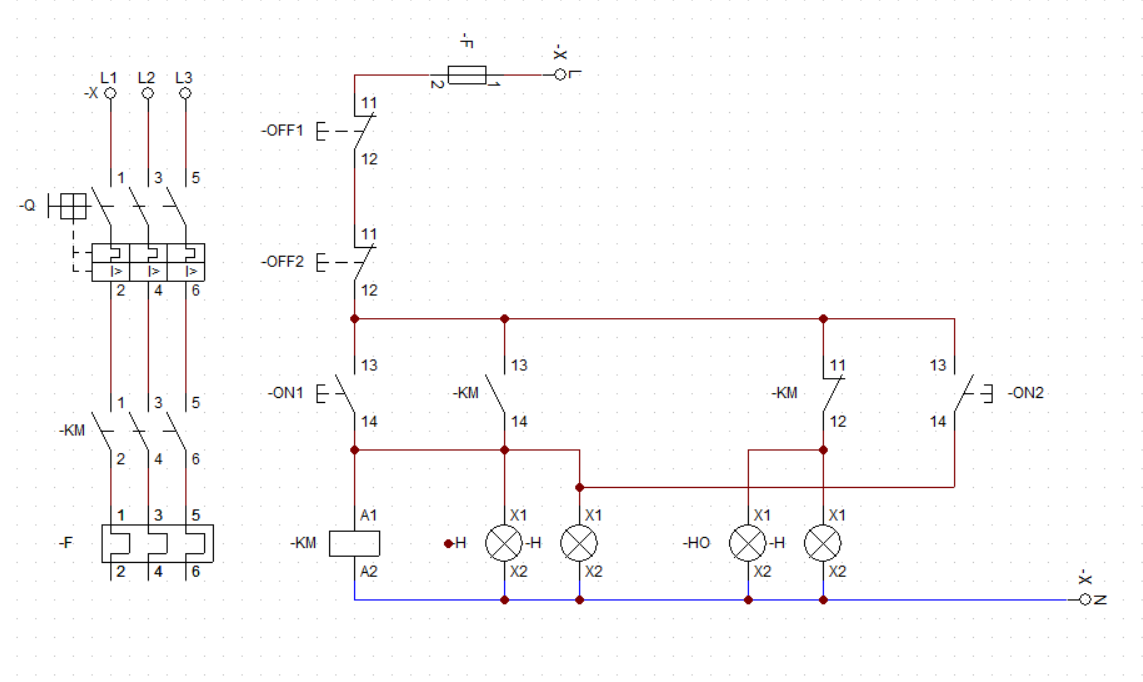 L1 L2 L3
-X
1 3 5
-Q
I> I> I>
2 4 6
1 3 5
-KM
2 4 6
1 3 5
-F
2 4 6
-F
-X
2 1
L
11
-OFF1
12
11
-OFF2
12
13 13 11 13
-ON1 -KM -KM -ON2
14 14 12 14
A1 X1 X1 X1 X1
-KM H -H -HO -H
A2 X2 X2 X2 X2
-X
N